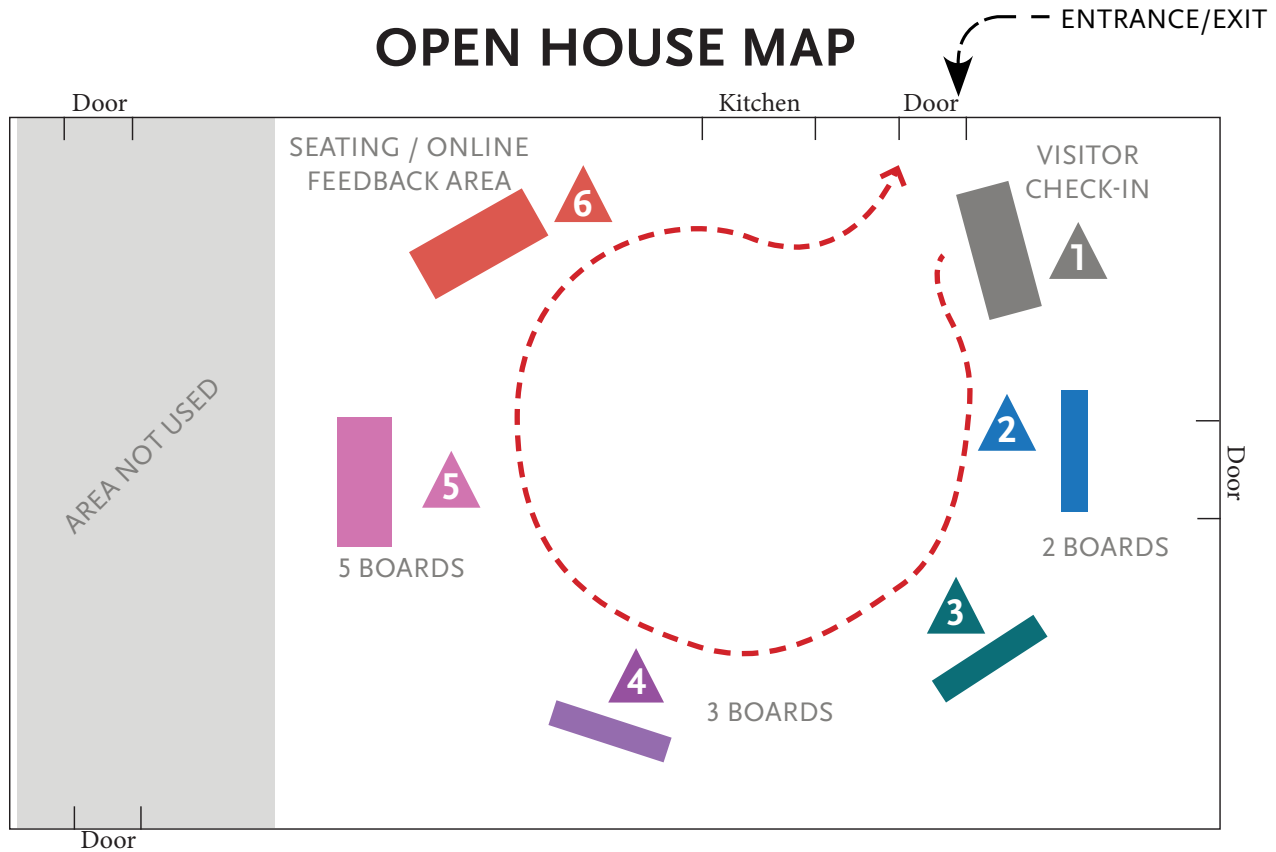 OPEN HOUSE MAP
ENTRANCE/EXIT
Door
Kitchen
Door
SEATING / ONLINE
FEEDBACK AREA
6
VISITOR
CHECK-IN
1
AREA NOT USED
2
Door
5
2 BOARDS
5 BOARDS
3
4
3 BOARDS
Door